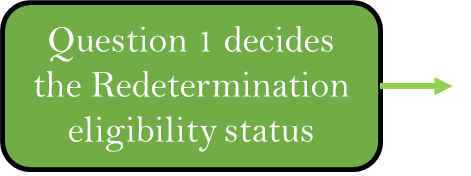 Question 1 decides
the Redetermination
eligibility status